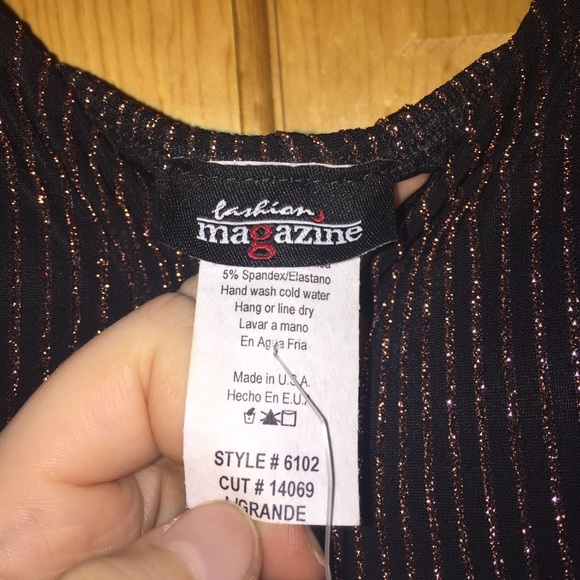 fashion
magazine
5% Spandex/Elastano
Hand wash cold water
Hang or line dry
Lavar a mano
En Agua Fria
Made in U.S.A.
Hecho En E.U.
STYLE # 6102
CUT # 14069
L/GRANDE